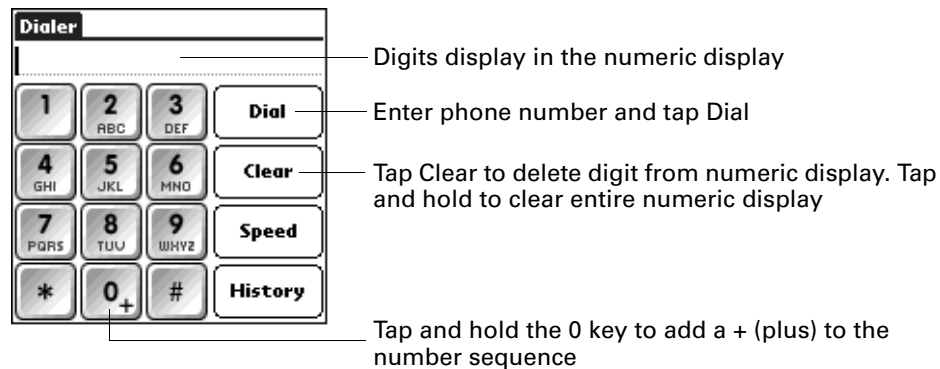 Dialer
Digits display in the numeric display
1
2
ABC
3
DEF
Dial
Enter phone number and tap Dial
4
GHI
5
JKL
6
MNO
Clear
Tap Clear to delete digit from numeric display. Tap
and hold to clear entire numeric display
7
PQRS
8
TUV
9
WXYZ
Speed
*
0+
#
History
Tap and hold the 0 key to add a + (plus) to the
number sequence